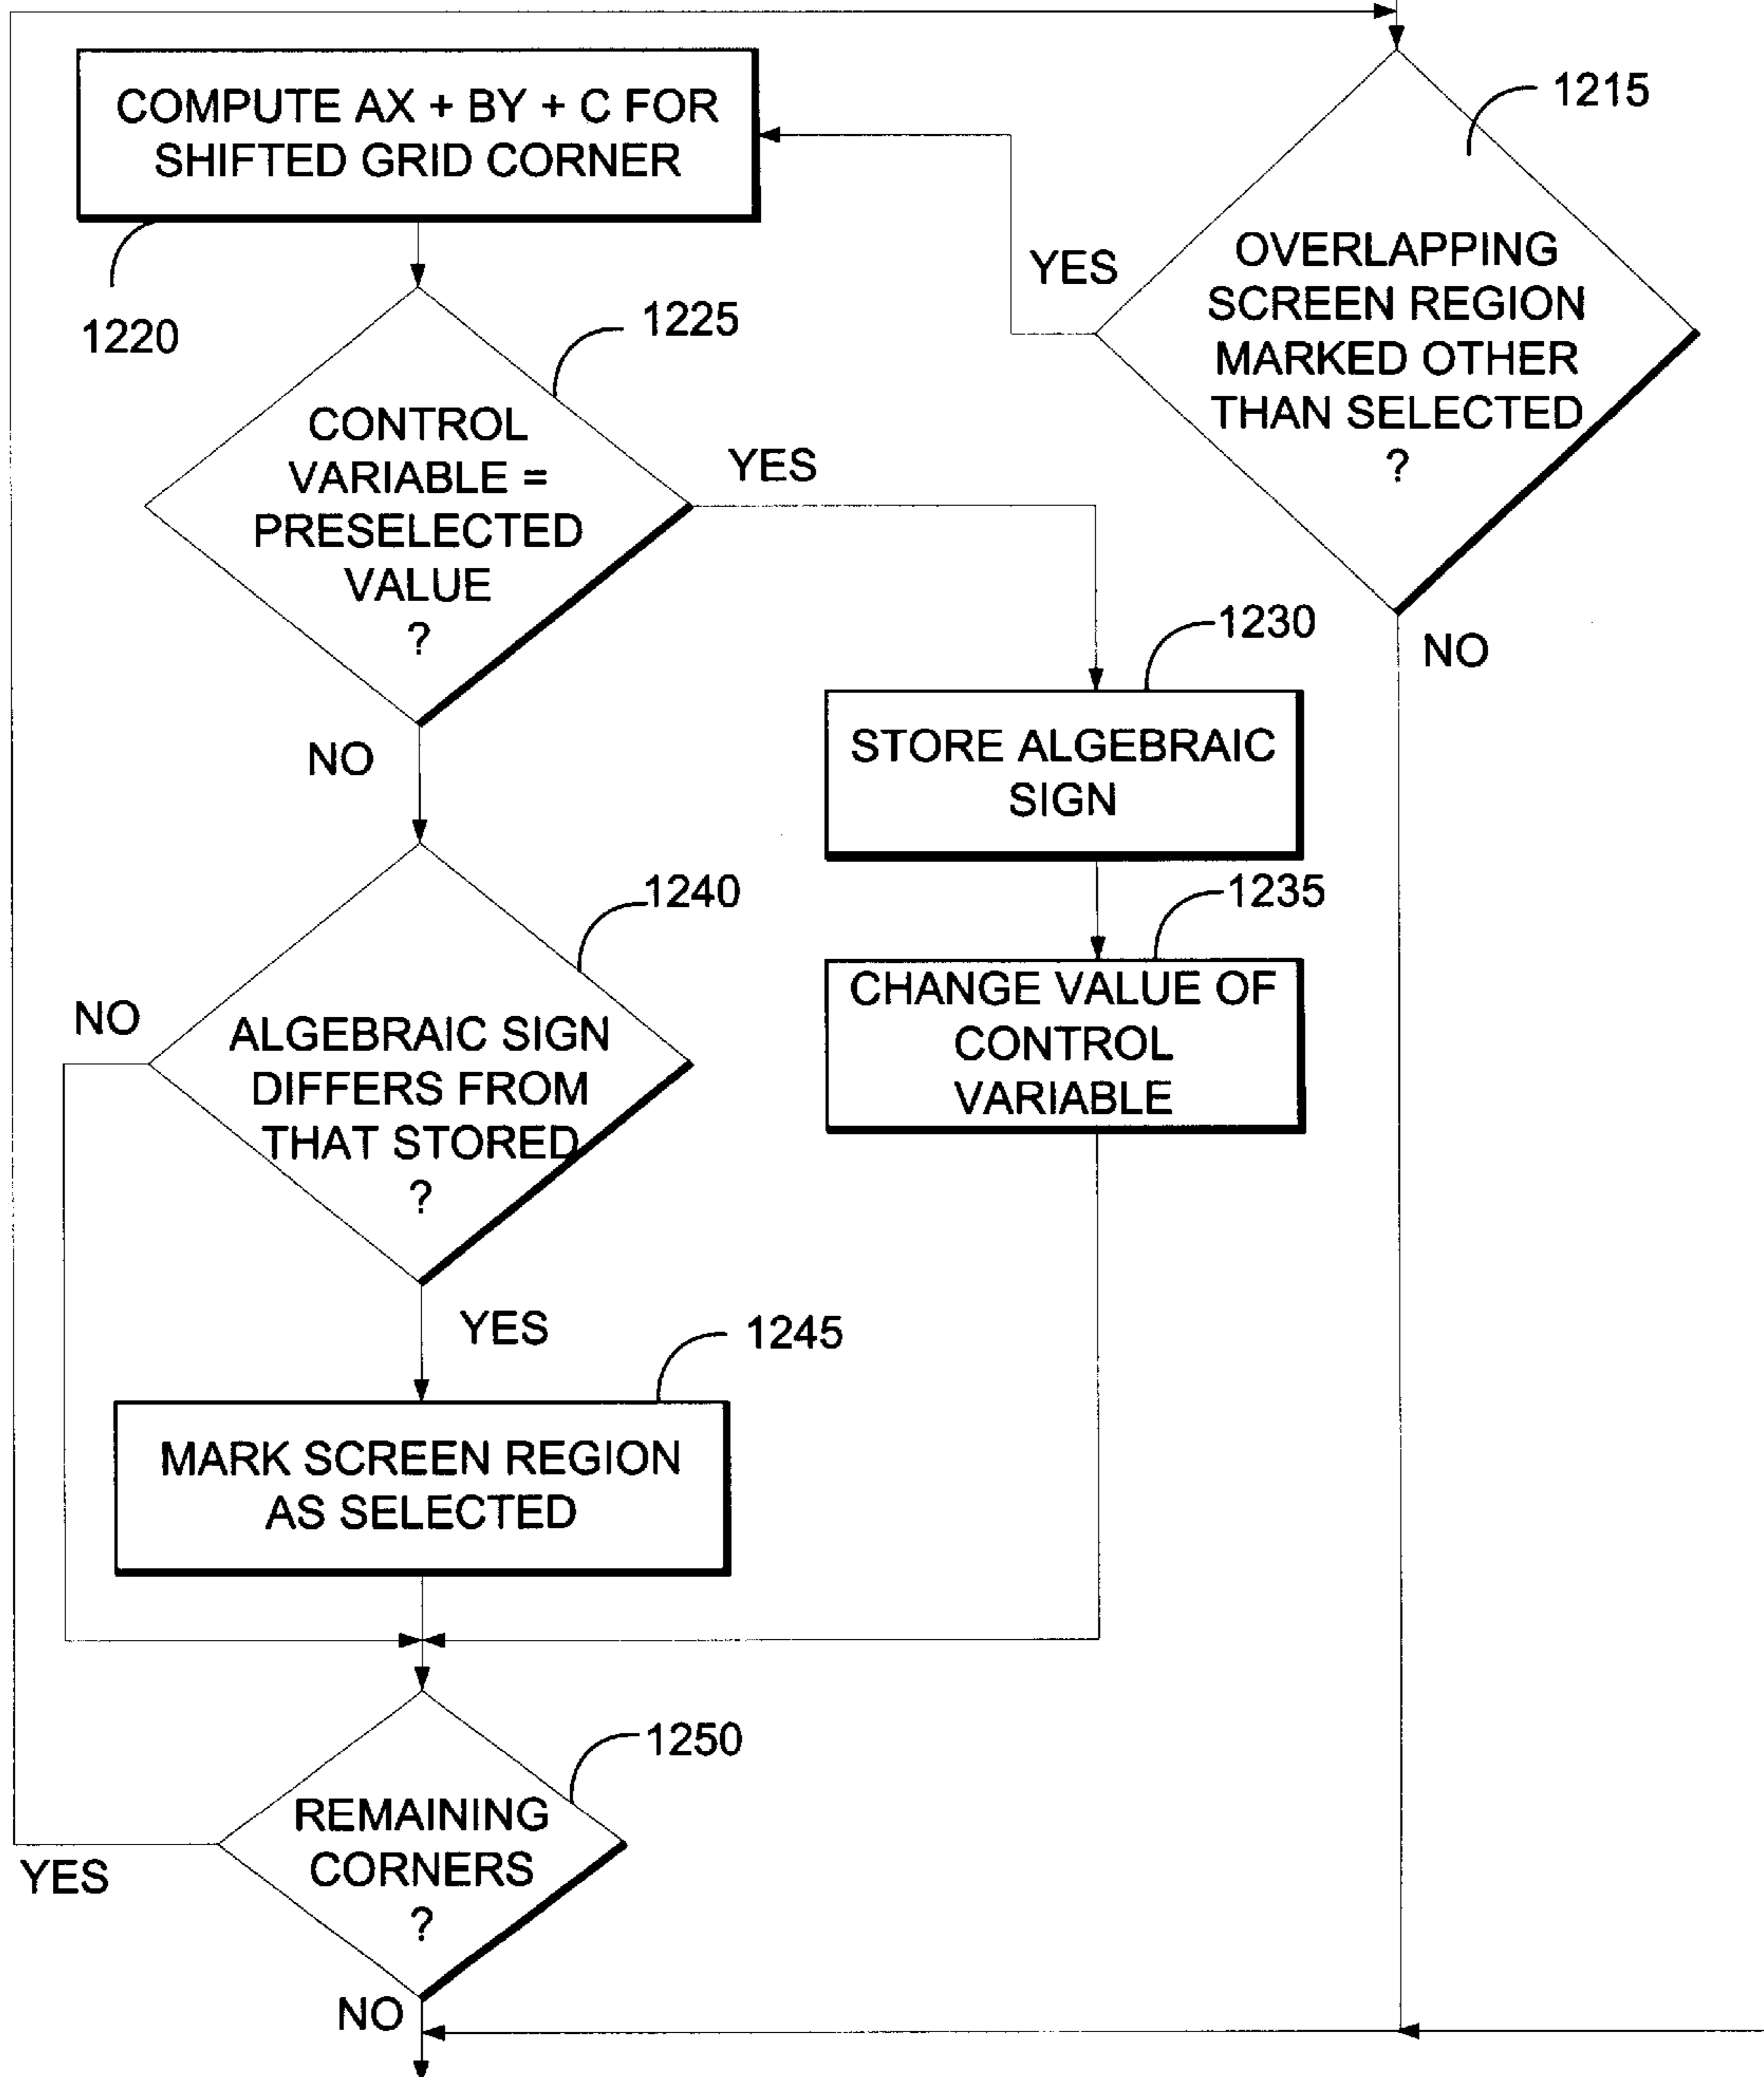 COMPUTE AX + BY + C FOR
SHIFTED GRID CORNER
1220
1215
OVERLAPPING
SCREEN REGION
MARKED OTHER
THAN SELECTED
?
YES
NO
1225
CONTROL
VARIABLE =
PRESELECTED
VALUE
?
YES
NO
1230
STORE ALGEBRAIC
SIGN
1235
CHANGE VALUE OF
CONTROL
VARIABLE
1240
ALGEBRAIC SIGN
DIFFERS FROM
THAT STORED
?
NO
YES
1245
MARK SCREEN REGION
AS SELECTED
1250
REMAINING
CORNERS
?
YES
NO